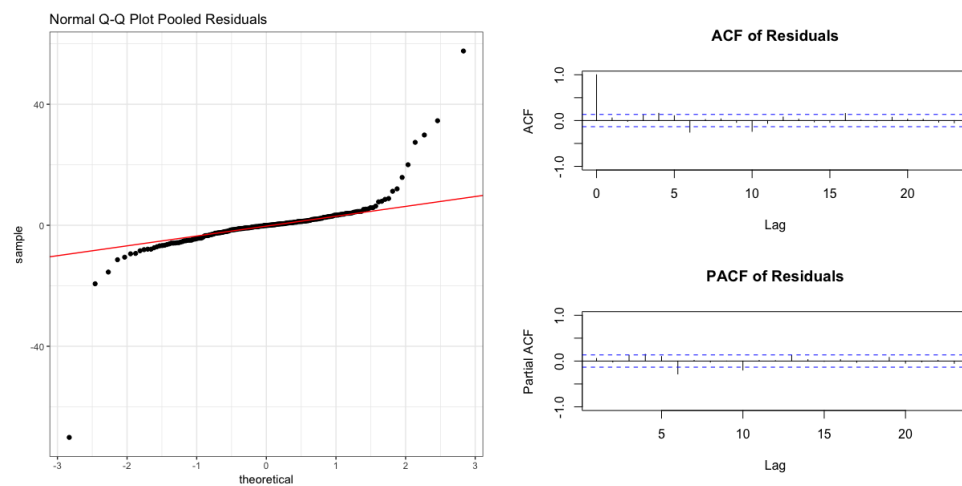 Normal Q-Q Plot Pooled Residuals
40
0
-40
sample
-3 -2 -1 0 1 2 3
theoretical
ACF of Residuals
1.0
0.0
-1.0
ACF
0 5 10 15 20
Lag
PACF of Residuals
1.0
0.0
-1.0
Partial ACF
5 10 15 20
Lag